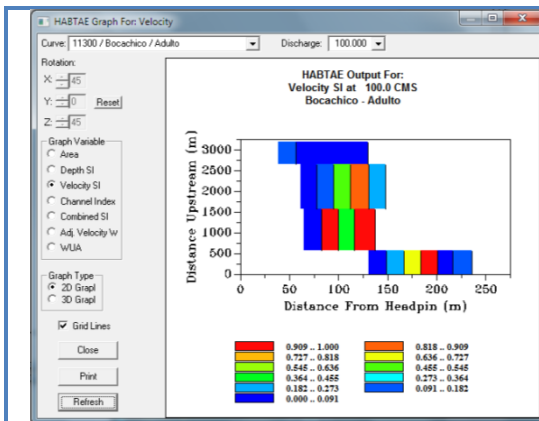 HABTAE Graph For: Velocity
Curve: 11300 / Bocachico / Adulto Discharge: 100.000
Rotation:
X: 45
Y: 0 Reset
Z: 45
Graph Variable
Area
Depth SI
Velocity SI
Channel Index
Combined SI
Adj. Velocity W
WUA
Graph Type
2D Grapl
3D Grapl
Grid Lines
Close
Print
Refresh
HABTAE Output For:
Velocity SI at 100.0 CMS
Bocachico - Adulto
Distance Upstream (m)
3000
2500
2000
1500
1000
500
0
0 50 100 150 200 250
Distance From Headpin (m)
0.909 .. 1.000 0.818 .. 0.909
0.727 .. 0.818 0.636 .. 0.727
0.545 .. 0.636 0.455 .. 0.545
0.364 .. 0.455 0.273 .. 0.364
0.182 .. 0.273 0.091 .. 0.182
0.000 .. 0.091